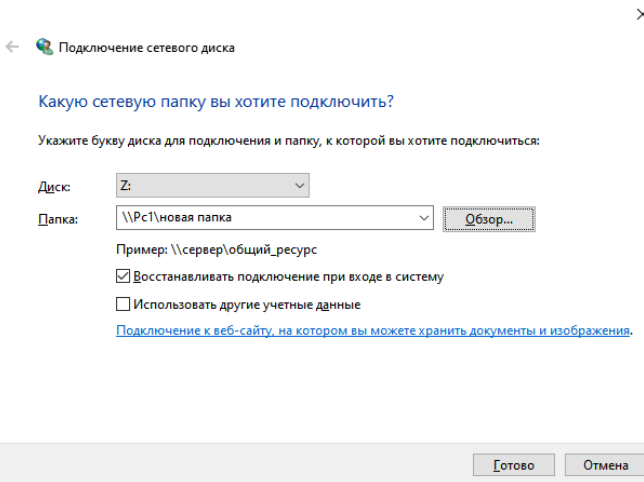 Подключение сетевого диска
Какую сетевую папку вы хотите подключить?
Укажите букву диска для подключения и папку, к которой вы хотите подключиться:
Диск: Z:
Папка: \\Pc1\новая папка Обзор...
Пример: \\сервер\общий_ресурс
Восстанавливать подключение при входе в систему
Использовать другие учетные данные
Подключение к веб-сайту, на котором вы можете хранить документы и изображения.
Готово Отмена